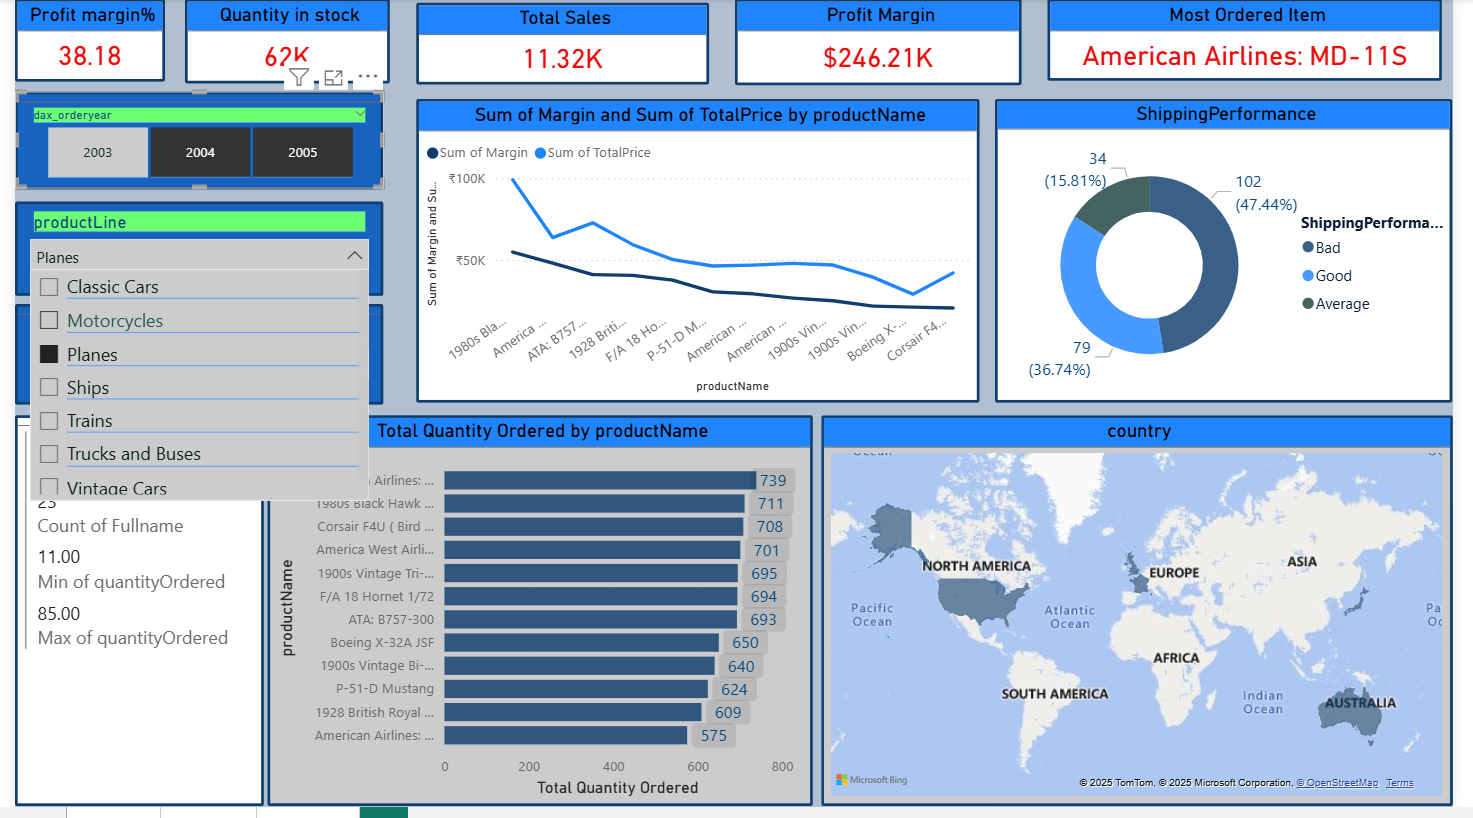 Profit margin%
38.18
Quantity in stock
62K
Total Sales
11.32K
Profit Margin
$246.21K
Most Ordered Item
American Airlines: MD-11S
dax_orderyear
2003
2004
2005
productLine
Planes
Classic Cars
Motorcycles
Planes
Ships
Trains
Trucks and Buses
Vintage Cars
Count of Fullname
11.00
Min of quantityOrdered
85.00
Max of quantityOrdered
Sum of Margin and Sum of TotalPrice by productName
Sum of Margin
Sum of TotalPrice
Sum of Margin and Su...
₹100K
₹50K
1980s Bla...
America ...
ATA: B757...
1928 Briti...
F/A 18 Ho...
P-51-D M...
American ...
American ...
1900s Vin...
1900s Vin...
Boeing X-...
Corsair F4...
productName
ShippingPerformance
34
(15.81%)
102
(47.44%)
79
(36.74%)
ShippingPerforma...
Bad
Good
Average
Total Quantity Ordered by productName
productName
Airlines: ...
739
1980s Black Hawk ...
711
Corsair F4U ( Bird ...
708
America West Airli...
701
1900s Vintage Tri-...
695
F/A 18 Hornet 1/72
694
ATA: B757-300
693
Boeing X-32A JSF
650
1900s Vintage Bi-...
640
P-51-D Mustang
624
1928 British Royal ...
609
American Airlines: ...
575
0
200
400
600
800
Total Quantity Ordered
country
NORTH AMERICA
EUROPE
ASIA
Pacific
Ocean
Atlantic
Ocean
AFRICA
SOUTH AMERICA
Indian
Ocean
AUSTRALIA
Microsoft Bing
© 2025 TomTom, © 2025 Microsoft Corporation, © OpenStreetMap
Terms